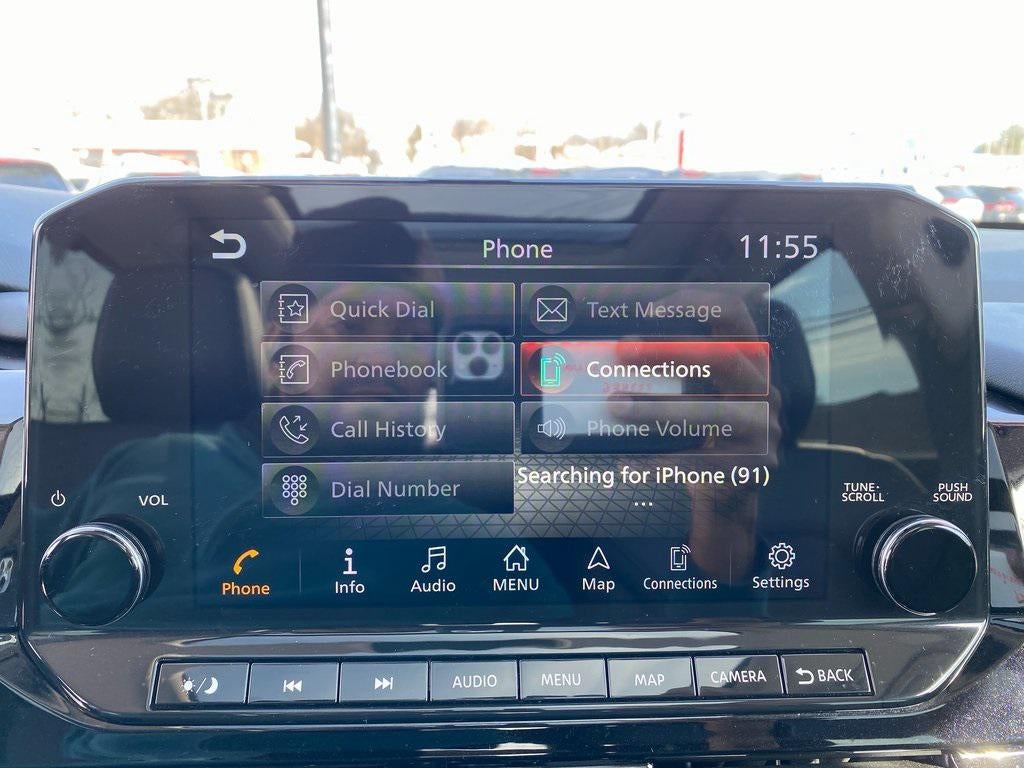 Phone
11:55
Quick Dial
Text Message
Phonebook
Connections
Call History
Phone Volume
Dial Number
Searching for iPhone (91)
...
VOL
TUNE·
SCROLL
PUSH
SOUND
Phone
Info
Audio
MENU
Map
Connections
Settings
AUDIO
MENU
MAP
CAMERA
BACK